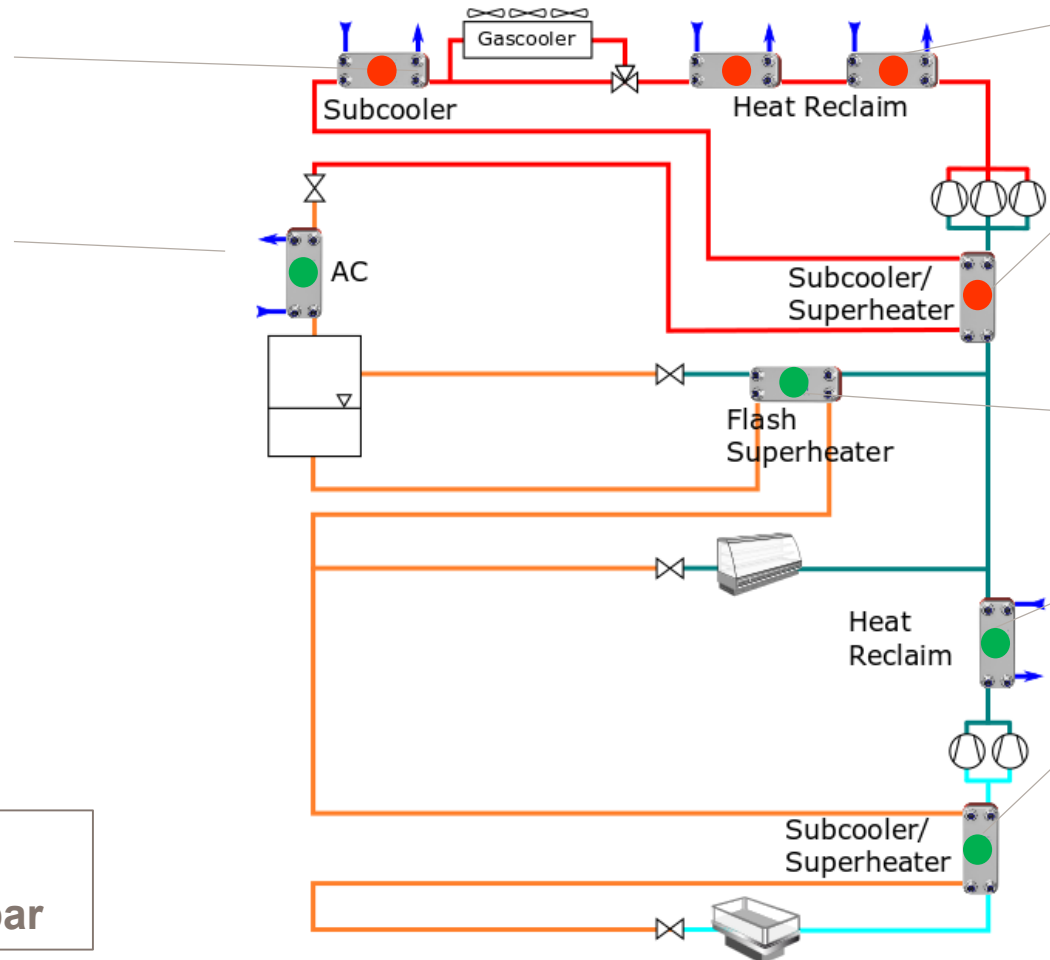 Gascooler
Subcooler
Heat Reclaim
AC
Subcooler/
Superheater
Flash
Superheater
Heat
Reclaim
Subcooler/
Superheater